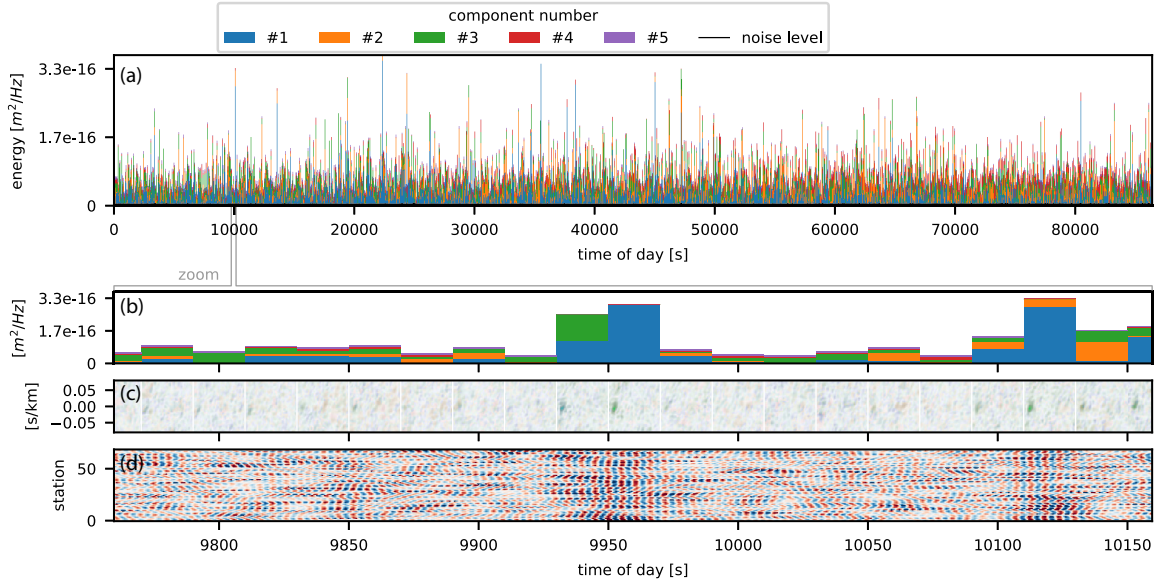 component number
#1 #2 #3 #4 #5 noise level
(a)
energy [m²/Hz]
3.3e-16
1.7e-16
0
0 10000 20000 30000 40000 50000 60000 70000 80000
time of day [s]
zoom
(b)
[m²/Hz]
3.3e-16
1.7e-16
0
(c)
[s/km]
0.05
0.00
−0.05
(d)
station
50
0
9800 9850 9900 9950 10000 10050 10100 10150
time of day [s]